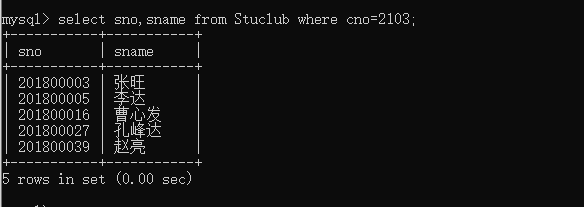 mysql> select sno,sname from Stuclub where cno=2103;
+-----------+-----------+
| sno | sname |
+-----------+-----------+
| 201800003 | 张旺 |
| 201800005 | 李达 |
| 201800016 | 曹心发 |
| 201800027 | 孔峰达 |
| 201800039 | 赵亮 |
+-----------+-----------+
5 rows in set (0.00 sec)